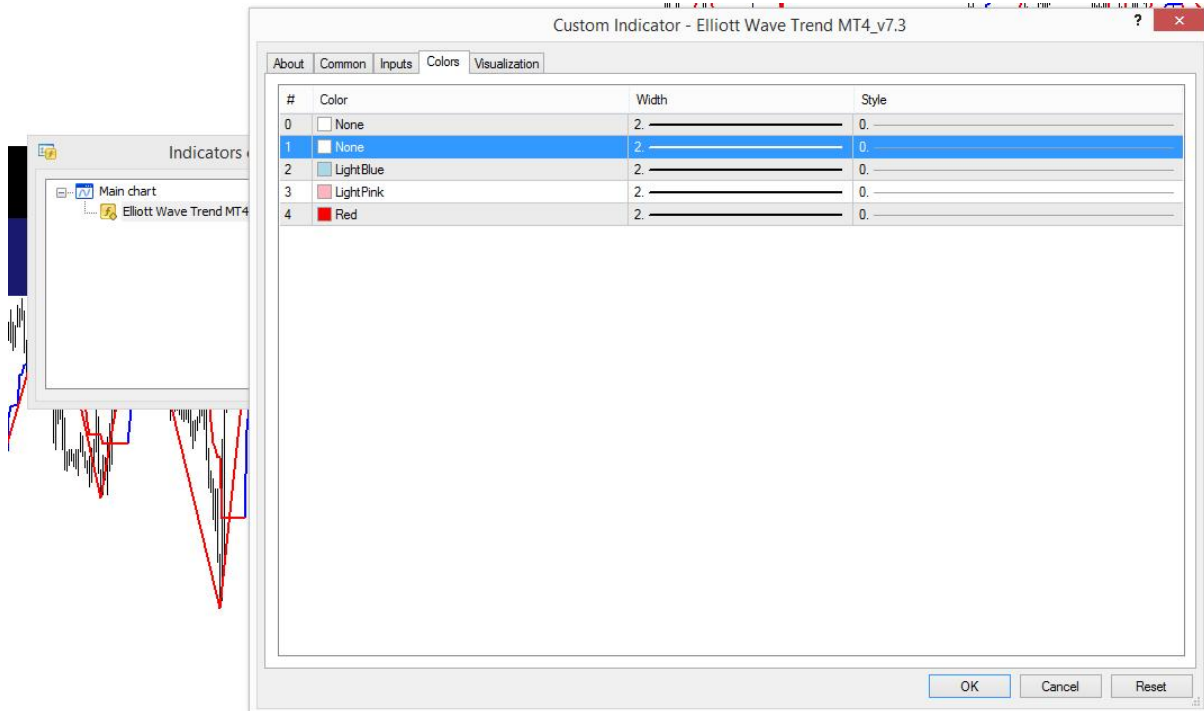 Custom Indicator - Elliott Wave Trend MT4_v7.3
?
About Common Inputs Colors Visualization
# Color Width Style
0 None 2. 0.
1 None 2. 0.
2 LightBlue 2. 0.
3 LightPink 2. 0.
4 Red 2. 0.
Indicators
Main chart
Elliott Wave Trend MT4
OK Cancel Reset